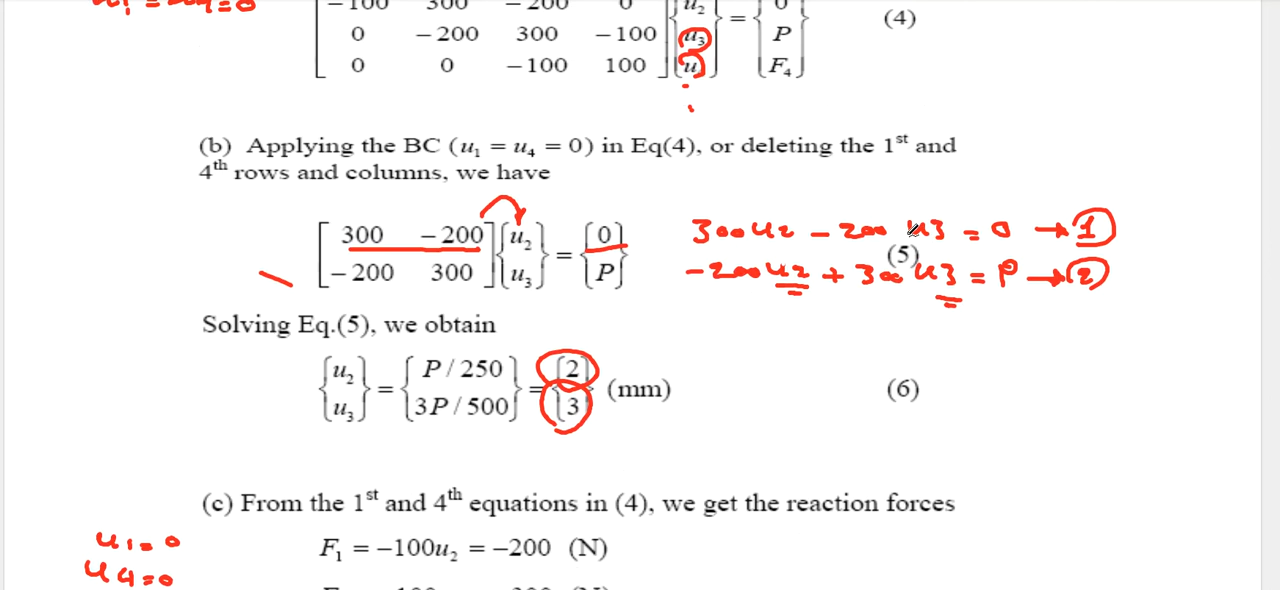 u1 = u4 = 0
-100 300 -200 0 u2 0
0 -200 300 -100 u3 = P (4)
0 0 -100 100 u F4
(b) Applying the BC (u1 = u4 = 0) in Eq(4), or deleting the 1st and
4th rows and columns, we have
300 -200 u2 = 0 300u2 - 200 u3 = 0 → 1
-200 300 u3 P (5) -200u2 + 300 u3 = P → 2
Solving Eq.(5), we obtain
u2 = P / 250 = 2 (mm) (6)
u3 3P / 500 3
(c) From the 1st and 4th equations in (4), we get the reaction forces
u1 = 0
F1 = -100u2 = -200 (N)
u4 = 0